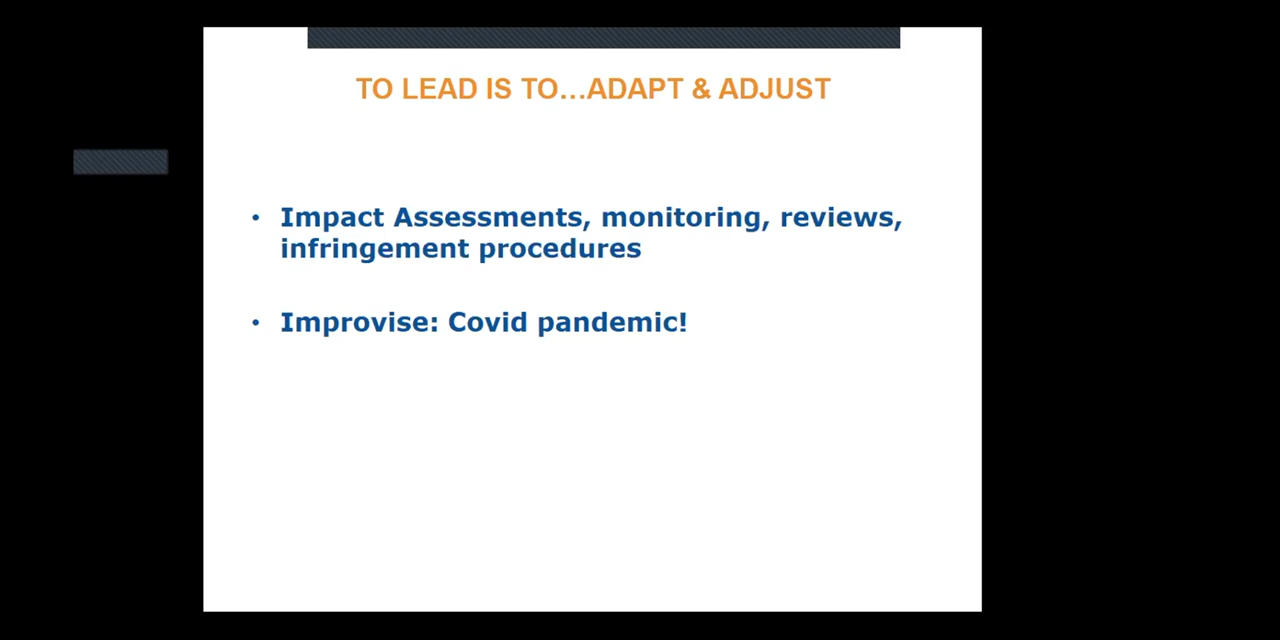 TO LEAD IS TO...ADAPT & ADJUST
• Impact Assessments, monitoring, reviews,
infringement procedures
• Improvise: Covid pandemic!